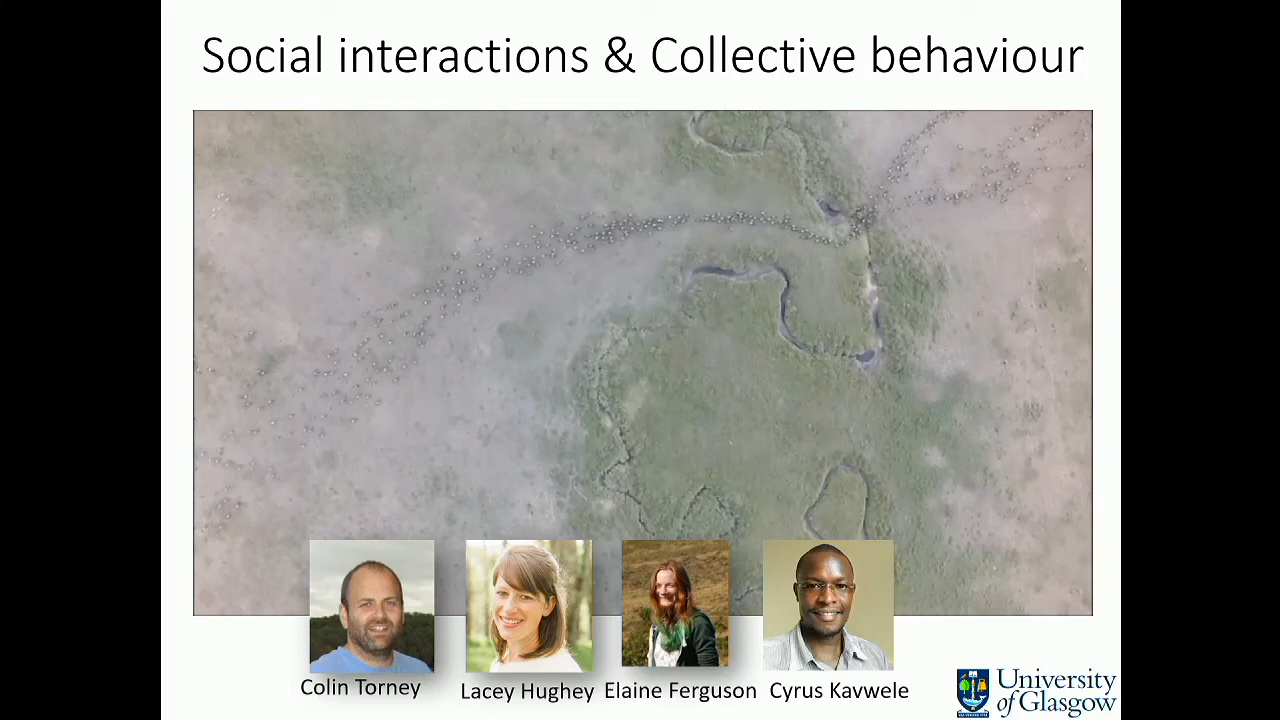 Social interactions & Collective behaviour
Colin Torney
Lacey Hughey
Elaine Ferguson
Cyrus Kavwele
University
of Glasgow